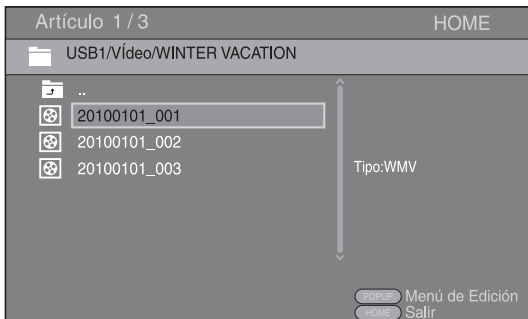 Artículo 1/3 HOME
USB1/Vídeo/WINTER VACATION
..
20100101_001
20100101_002
20100101_003
Tipo:WMV
POPUP Menú de Edición
HOME Salir